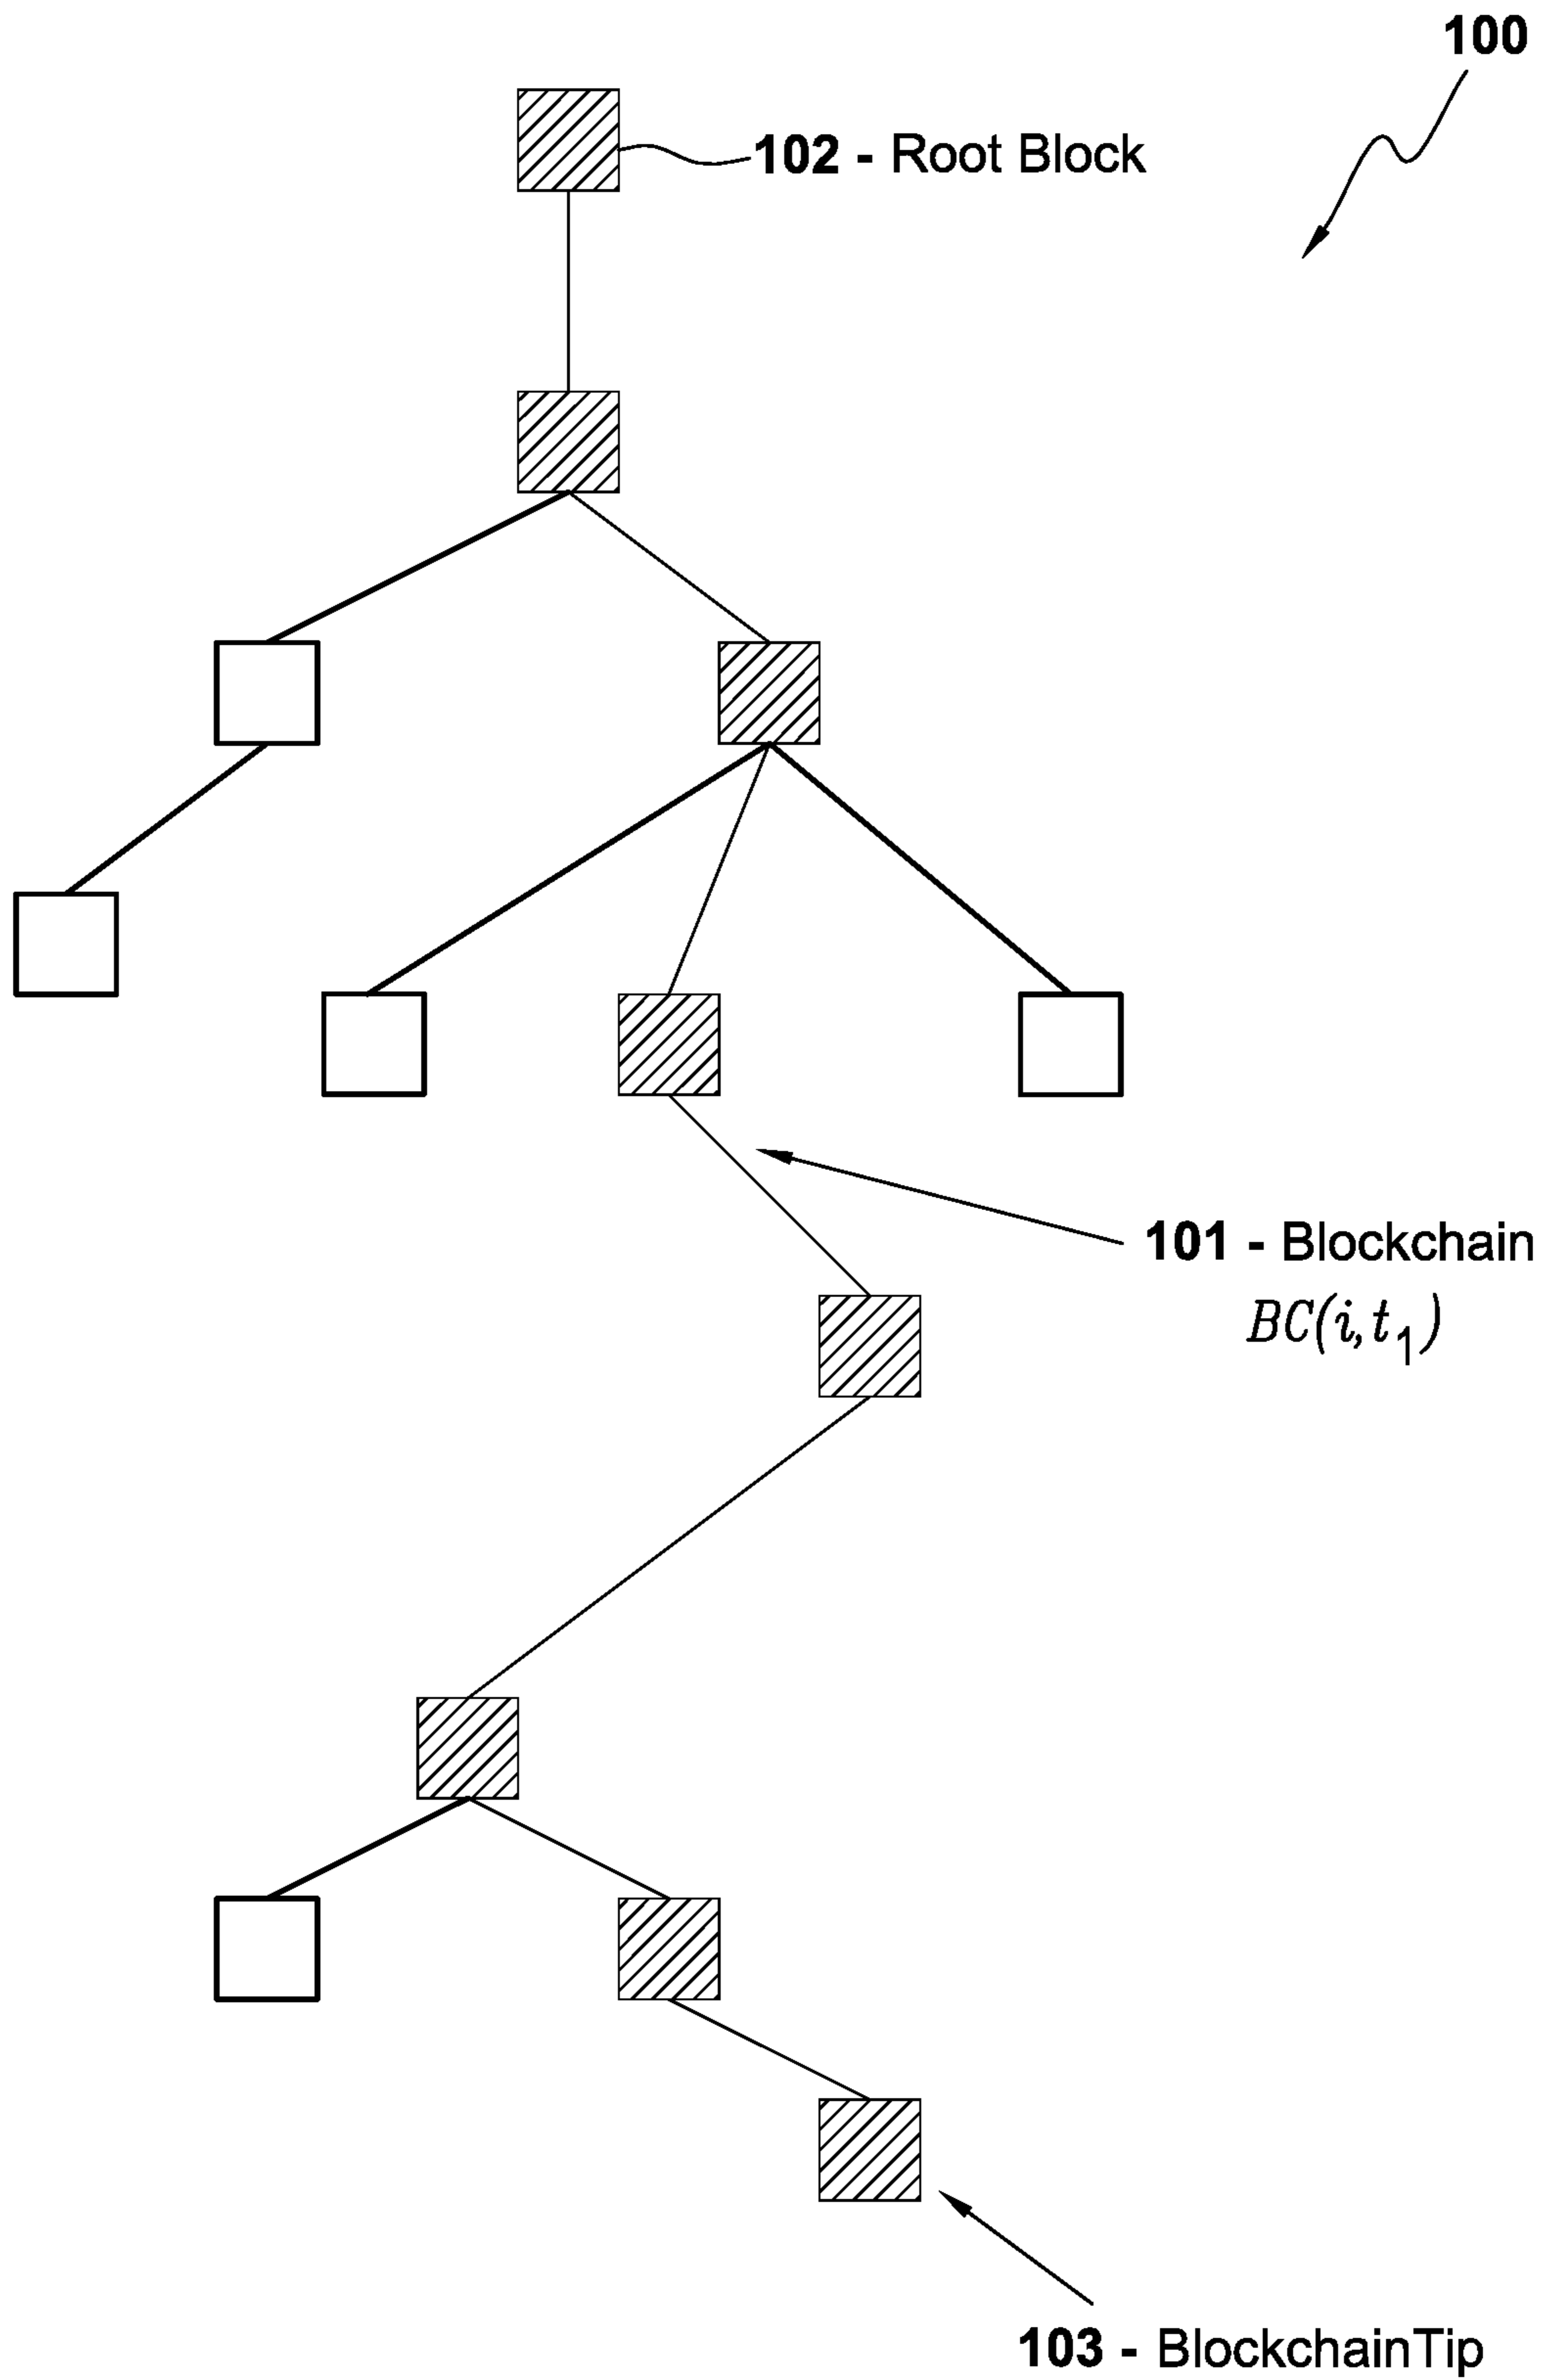 100
102 - Root Block
101 - Blockchain
BC(i,t₁)
103 - BlockchainTip